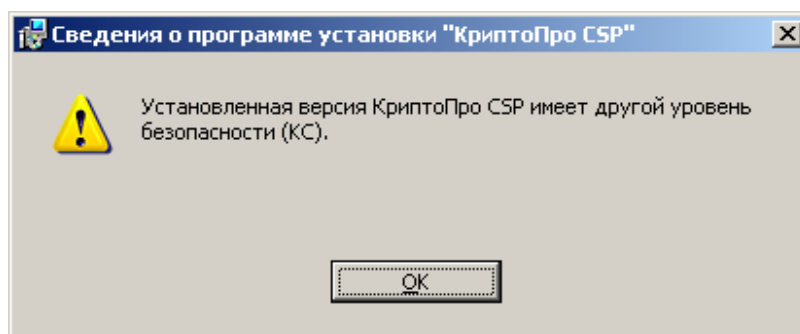 Сведения о программе установки "КриптоПро CSP"
Установленная версия КриптоПро CSP имеет другой уровень
безопасности (КС).
OK